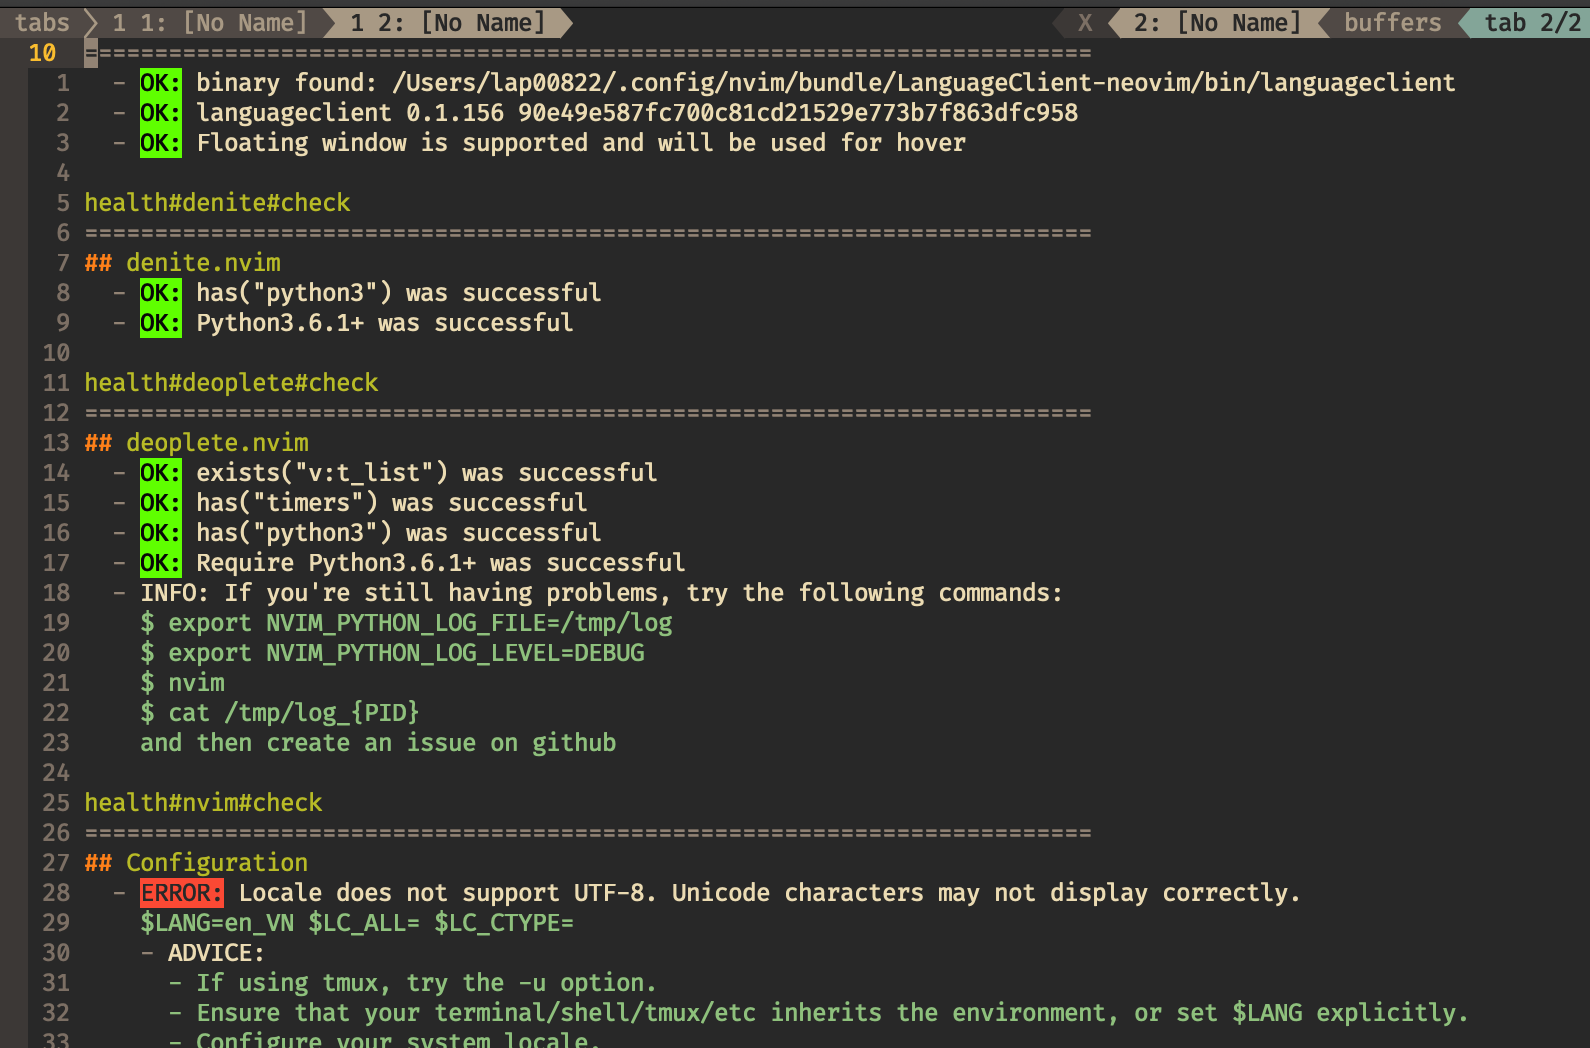 tabs 1 1: [No Name] 1 2: [No Name] X 2: [No Name] buffers tab 2/2
10 ========================================================================
1 - OK: binary found: /Users/lap00822/.config/nvim/bundle/LanguageClient-neovim/bin/languageclient
2 - OK: languageclient 0.1.156 90e49e587fc700c81cd21529e773b7f863dfc958
3 - OK: Floating window is supported and will be used for hover
4
5 health#denite#check
6 ========================================================================
7 ## denite.nvim
8 - OK: has("python3") was successful
9 - OK: Python3.6.1+ was successful
10
11 health#deoplete#check
12 ========================================================================
13 ## deoplete.nvim
14 - OK: exists("v:t_list") was successful
15 - OK: has("timers") was successful
16 - OK: has("python3") was successful
17 - OK: Require Python3.6.1+ was successful
18 - INFO: If you're still having problems, try the following commands:
19 $ export NVIM_PYTHON_LOG_FILE=/tmp/log
20 $ export NVIM_PYTHON_LOG_LEVEL=DEBUG
21 $ nvim
22 $ cat /tmp/log_{PID}
23 and then create an issue on github
24
25 health#nvim#check
26 ========================================================================
27 ## Configuration
28 - ERROR: Locale does not support UTF-8. Unicode characters may not display correctly.
29 $LANG=en_VN $LC_ALL= $LC_CTYPE=
30 - ADVICE:
31 - If using tmux, try the -u option.
32 - Ensure that your terminal/shell/tmux/etc inherits the environment, or set $LANG explicitly.
33 - Configure your system locale.